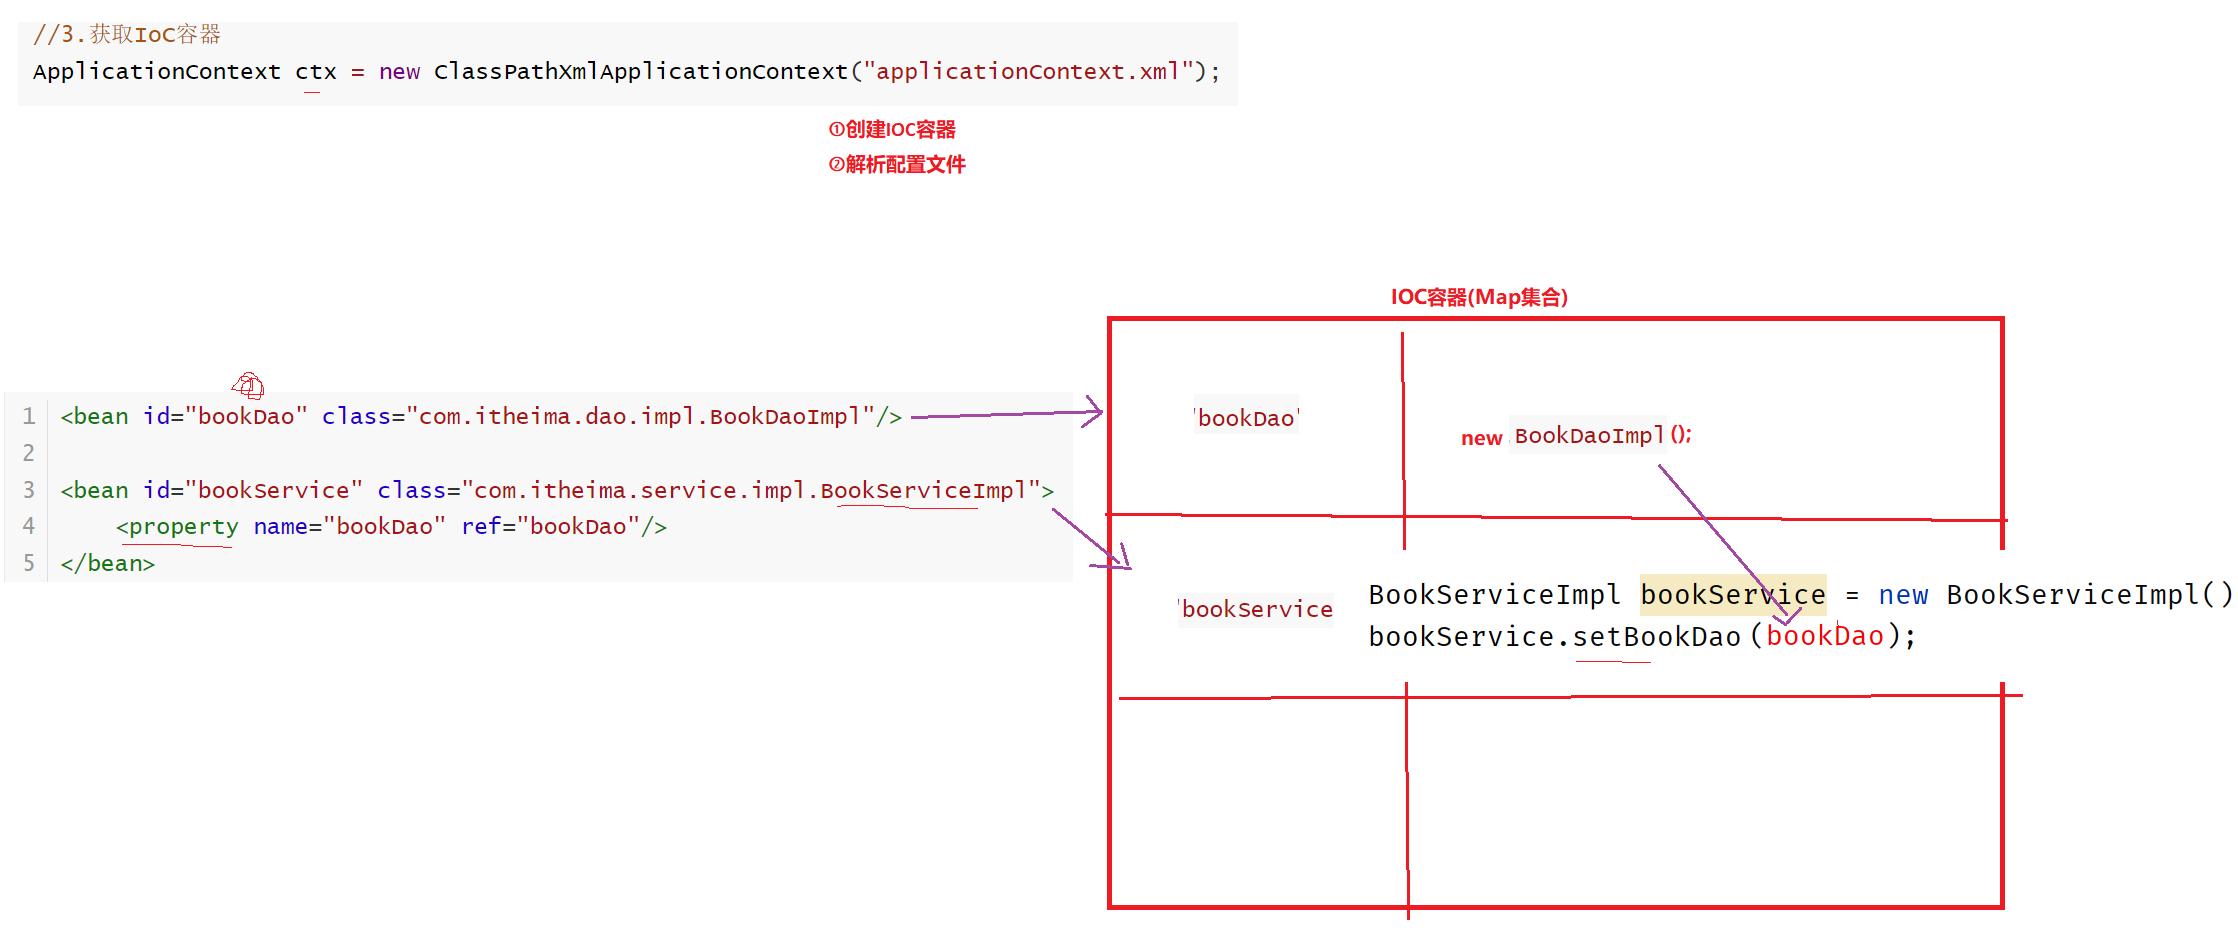 //3.获取IoC容器
ApplicationContext ctx = new ClassPathXmlApplicationContext("applicationContext.xml");
①创建IOC容器
②解析配置文件
IOC容器(Map集合)
1 <bean id="bookDao" class="com.itheima.dao.impl.BookDaoImpl"/>
2
3 <bean id="bookService" class="com.itheima.service.impl.BookServiceImpl">
4 <property name="bookDao" ref="bookDao"/>
5 </bean>
'bookDao'
new BookDaoImpl();
'bookService
BookServiceImpl bookService = new BookServiceImpl()
bookService.setBookDao(bookDao);